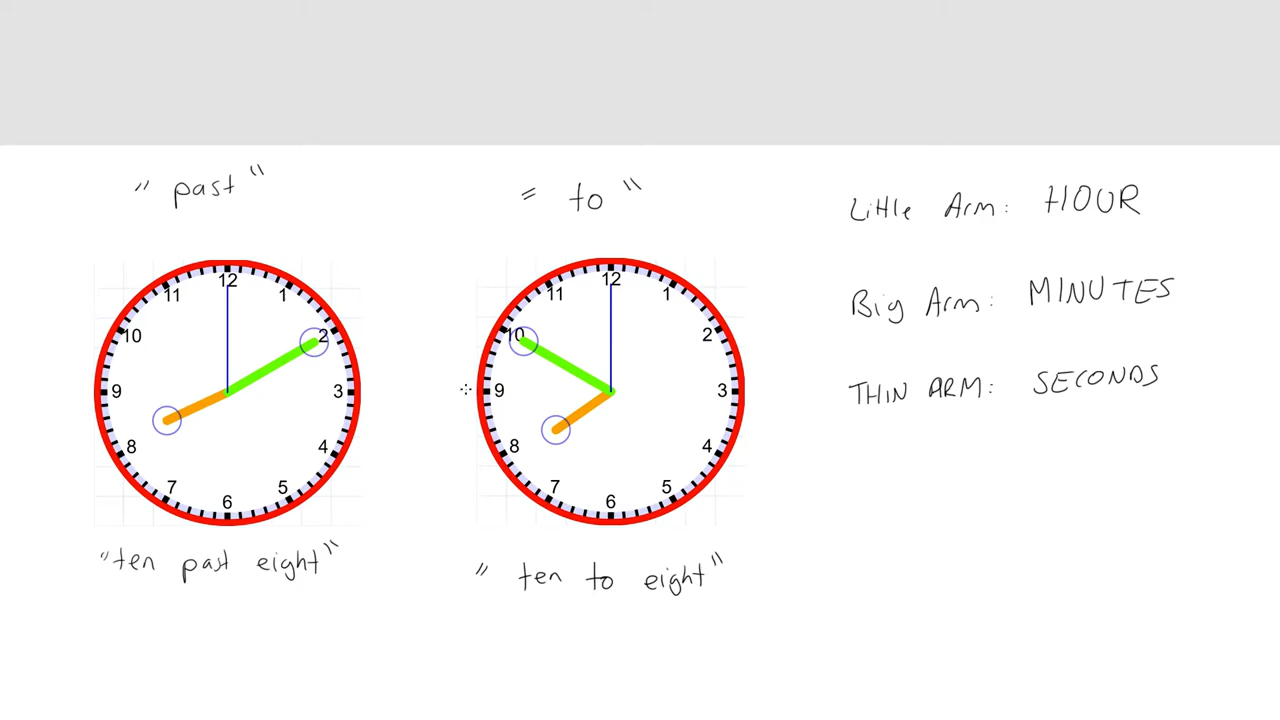 " past "
" to "
Little Arm: HOUR
Big Arm: MINUTES
THIN ARM: SECONDS
12
11 1
10 2
9 3
8 4
7 5
6
12
11 1
10 2
9 3
8 4
7 5
6
"ten past eight"
" ten to eight"